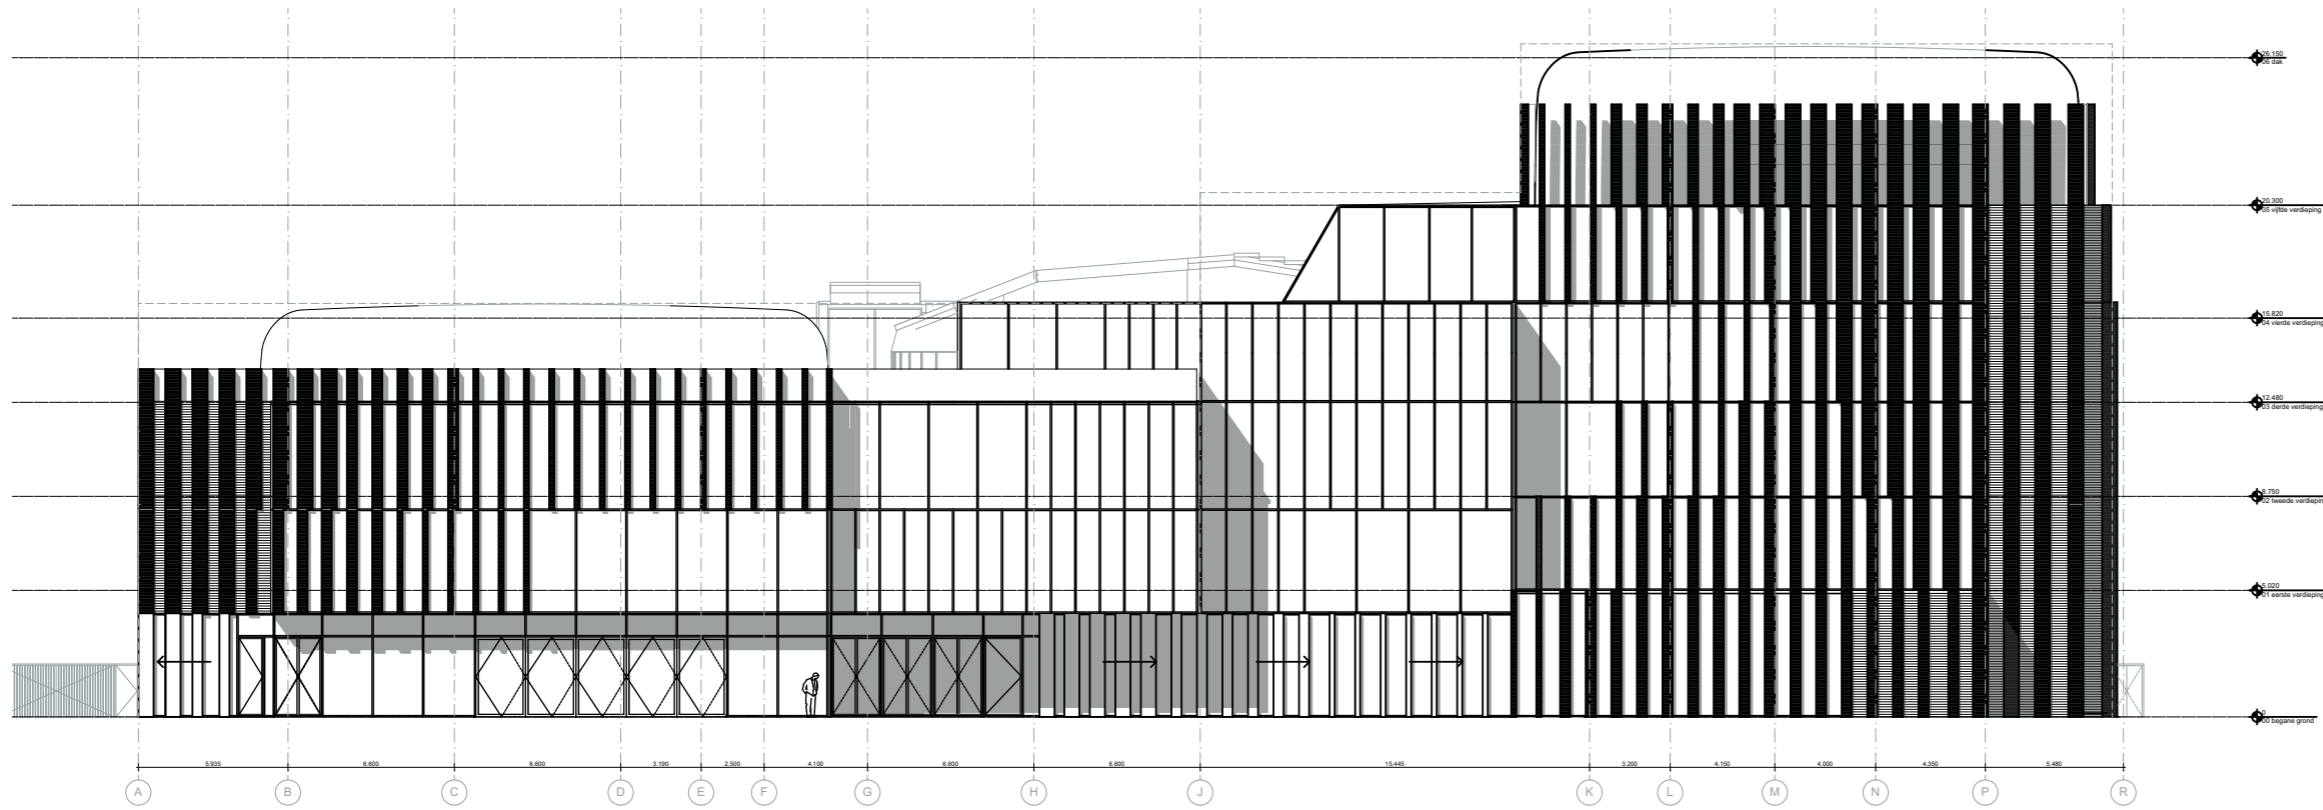 26.150
06 dak
20.300
05 vijfde verdieping
15.820
04 vierde verdieping
12.480
03 derde verdieping
8.750
02 tweede verdieping
5.020
01 eerste verdieping
0
00 begane grond
5.935 6.600 6.600 3.190 2.500 4.100 6.600 6.600 15.445 3.200 4.150 4.000 4.350 5.480
A B C D E F G H J K L M N P R